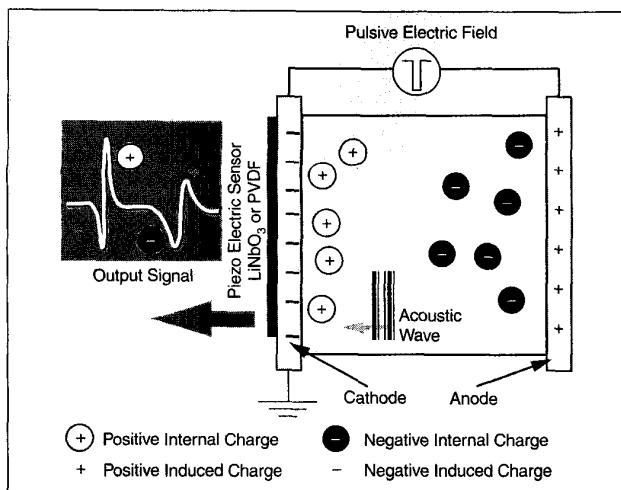 Pulsive Electric Field
Piezo Electric Sensor
LiNbO₃ or PVDF
Output Signal
Acoustic
Wave
Cathode
Anode
Positive Internal Charge
Negative Internal Charge
+ Positive Induced Charge
− Negative Induced Charge